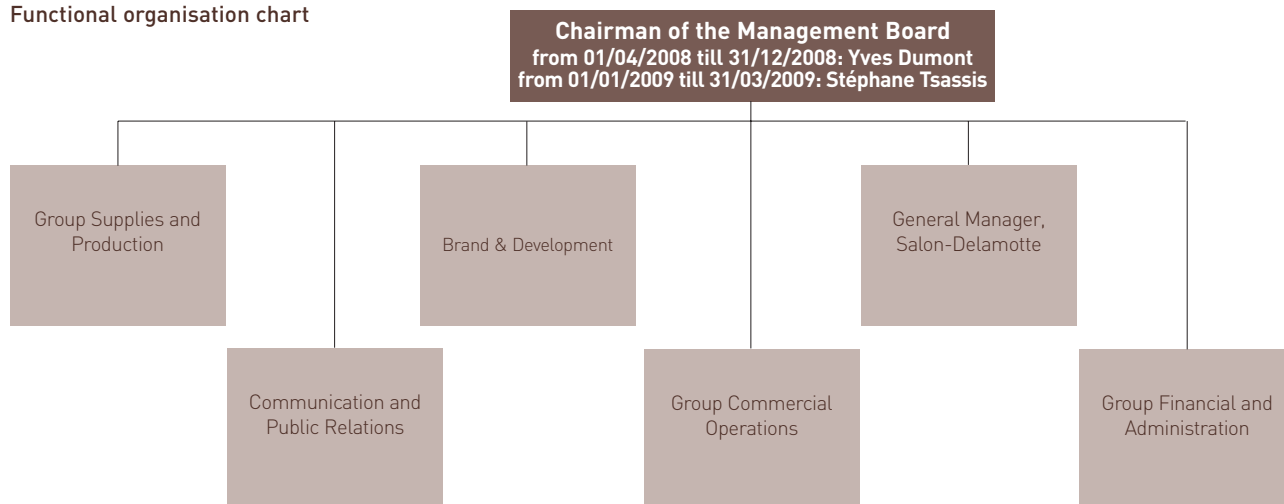 Functional organisation chart
Chairman of the Management Board
from 01/04/2008 till 31/12/2008: Yves Dumont
from 01/01/2009 till 31/03/2009: Stéphane Tsassis
Group Supplies and
Production
Brand & Development
General Manager,
Salon-Delamotte
Communication and
Public Relations
Group Commercial
Operations
Group Financial and
Administration